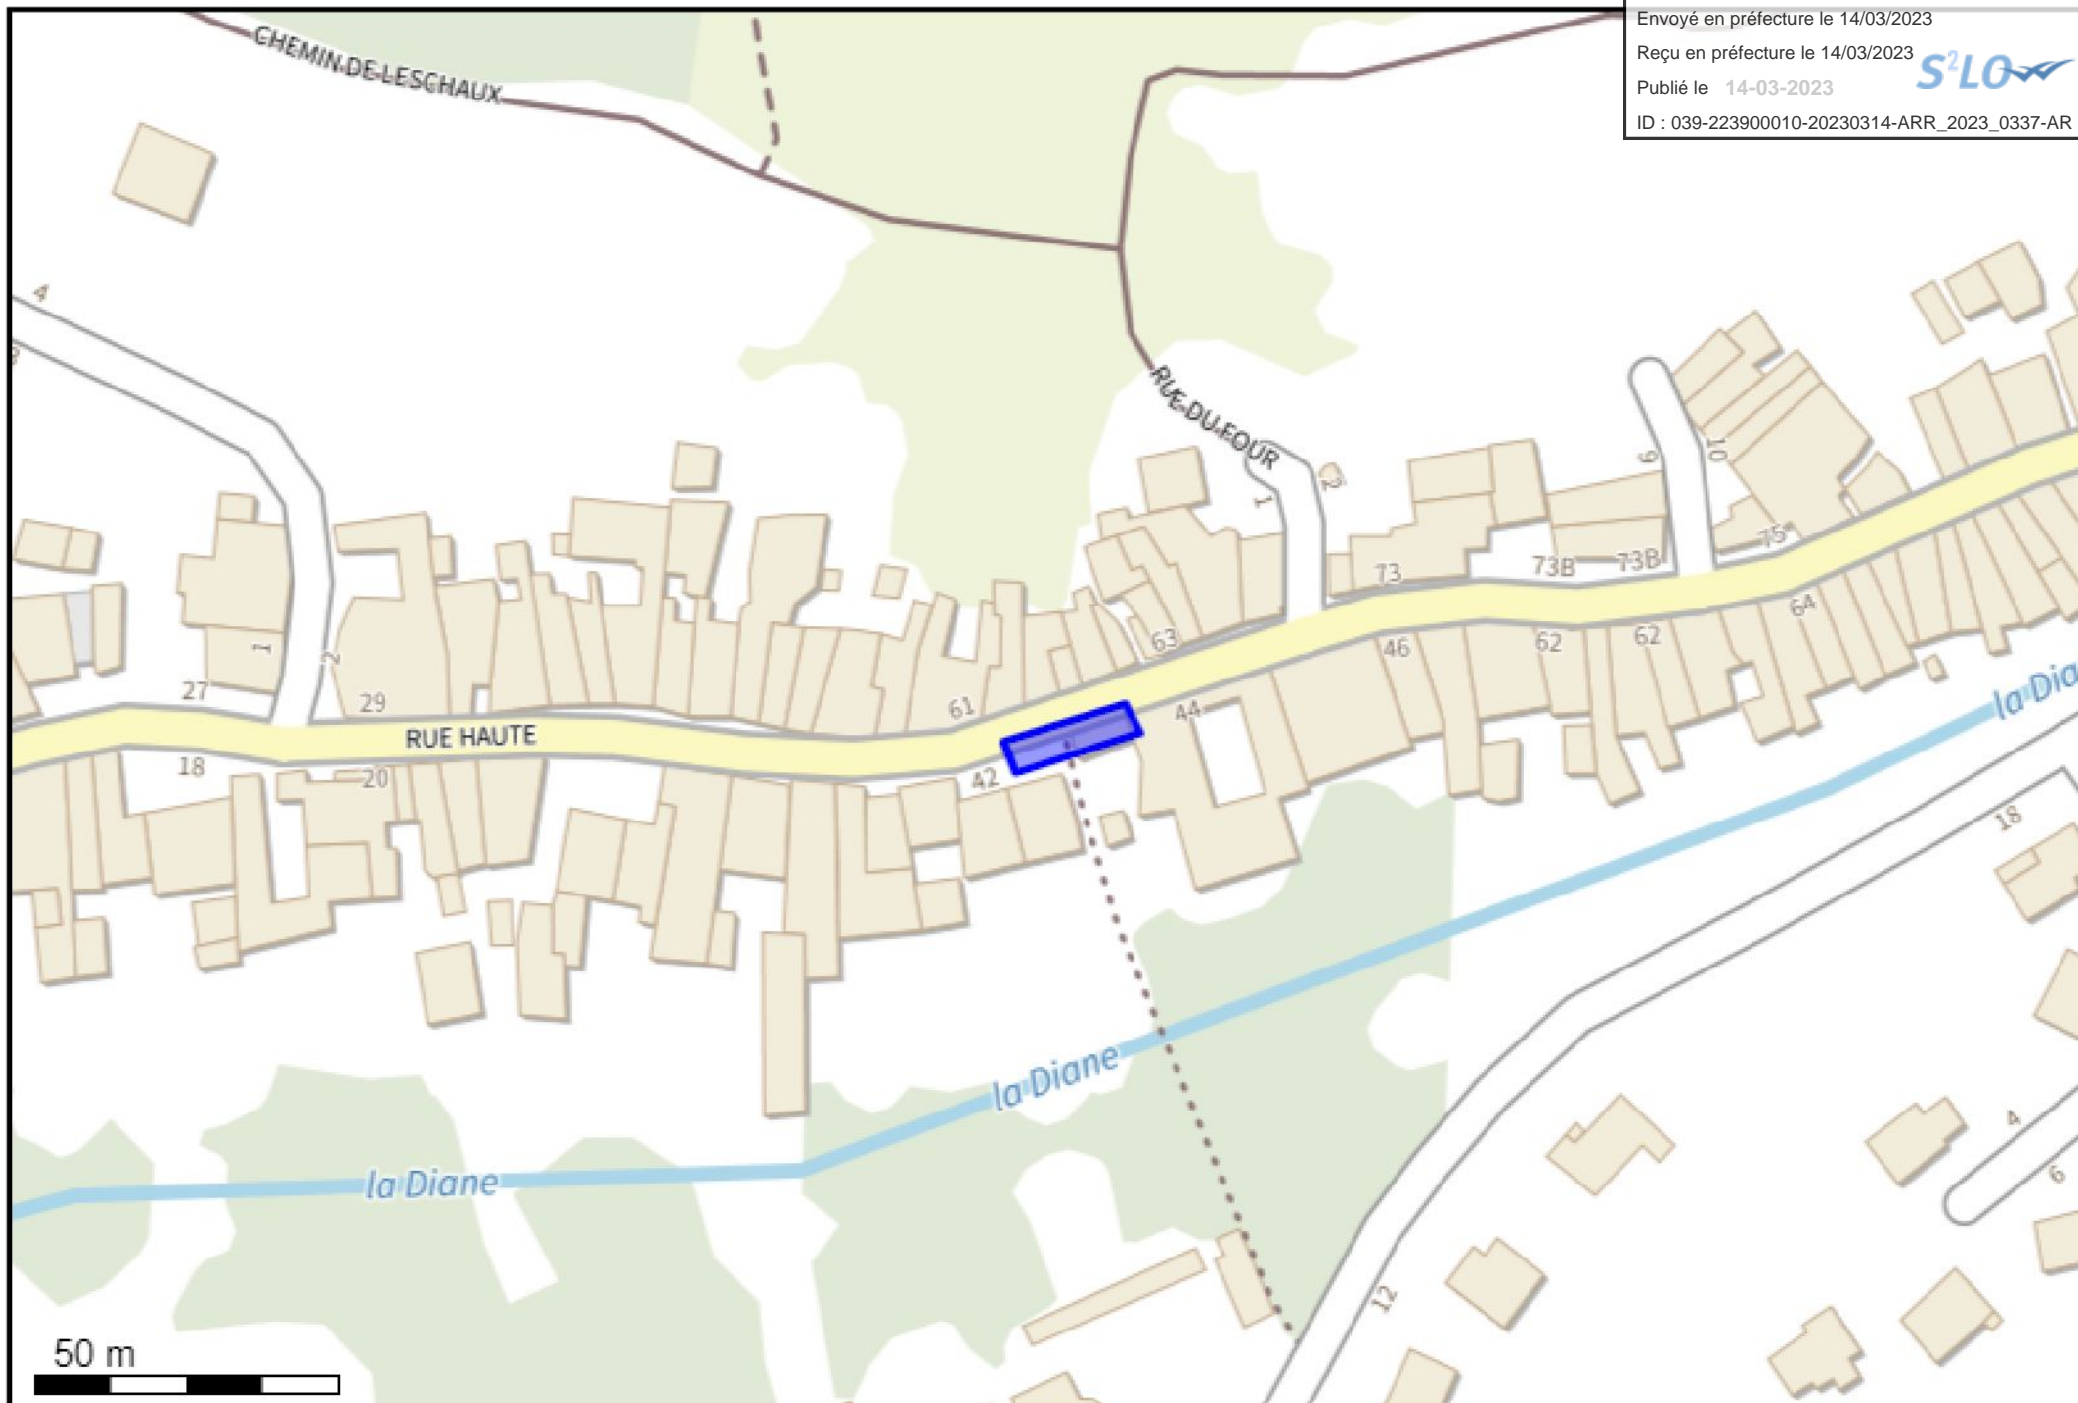 Envoyé en préfecture le 14/03/2023
Reçu en préfecture le 14/03/2023
S²LO
Publié le 14-03-2023
ID : 039-223900010-20230314-ARR_2023_0337-AR
CHEMIN DE LESCHAUX
4
RUE DU FOUR
1
2
9
10
73
73B
73B
75
1
2
27
29
61
63
46
62
62
64
RUE HAUTE
18
20
42
44
la Dia
18
la Diane
la Diane
4
6
12
50 m